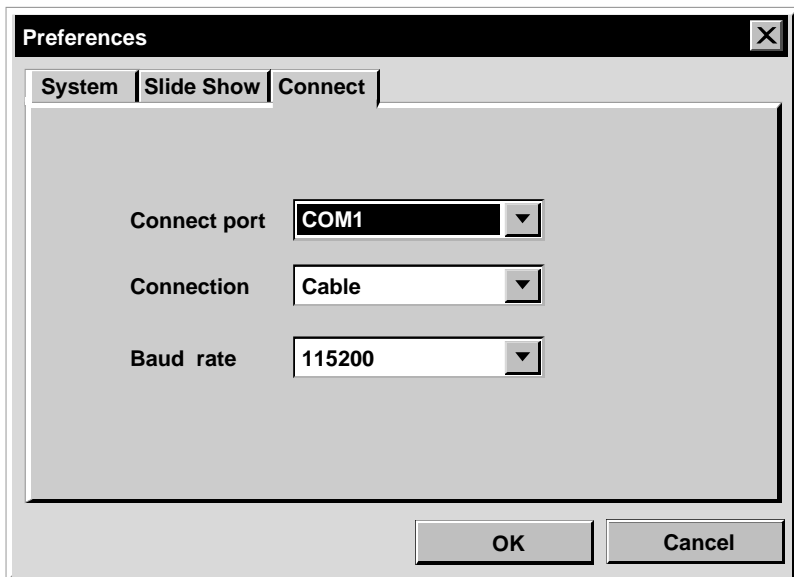 Preferences
System Slide Show Connect
Connect port COM1
Connection Cable
Baud rate 115200
OK Cancel